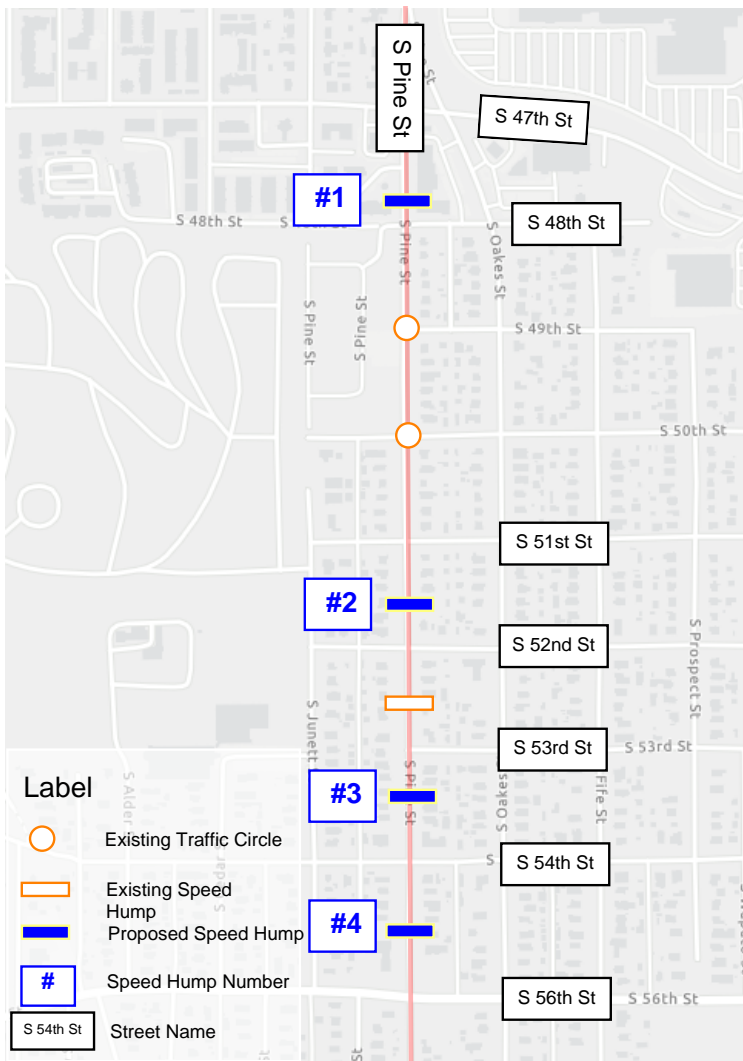 S Pine St
S 47th St
#1
S 48th St
S 48th St
S Pine St
S Oakes St
S Pine St
S Pine St
S 49th St
S 50th St
S 51st St
#2
S 52nd St
S Prospect St
S Junett
S 53rd St
S 53rd St
#3
S Oakes
Fife St
S Alder
S 54th St
#4
S 56th St
S 56th St
Label
Existing Traffic Circle
Existing Speed
Hump
Proposed Speed Hump
#
Speed Hump Number
S 54th St
Street Name